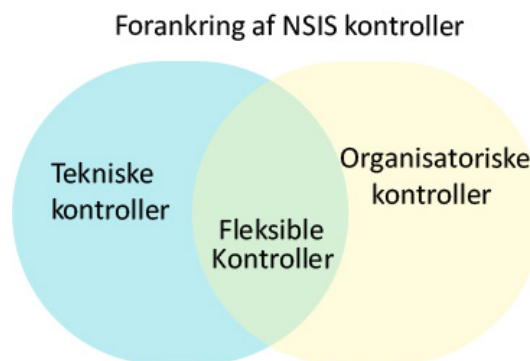 Forankring af NSIS kontroller
Tekniske
kontroller
Organisatoriske
kontroller
Fleksible
Kontroller